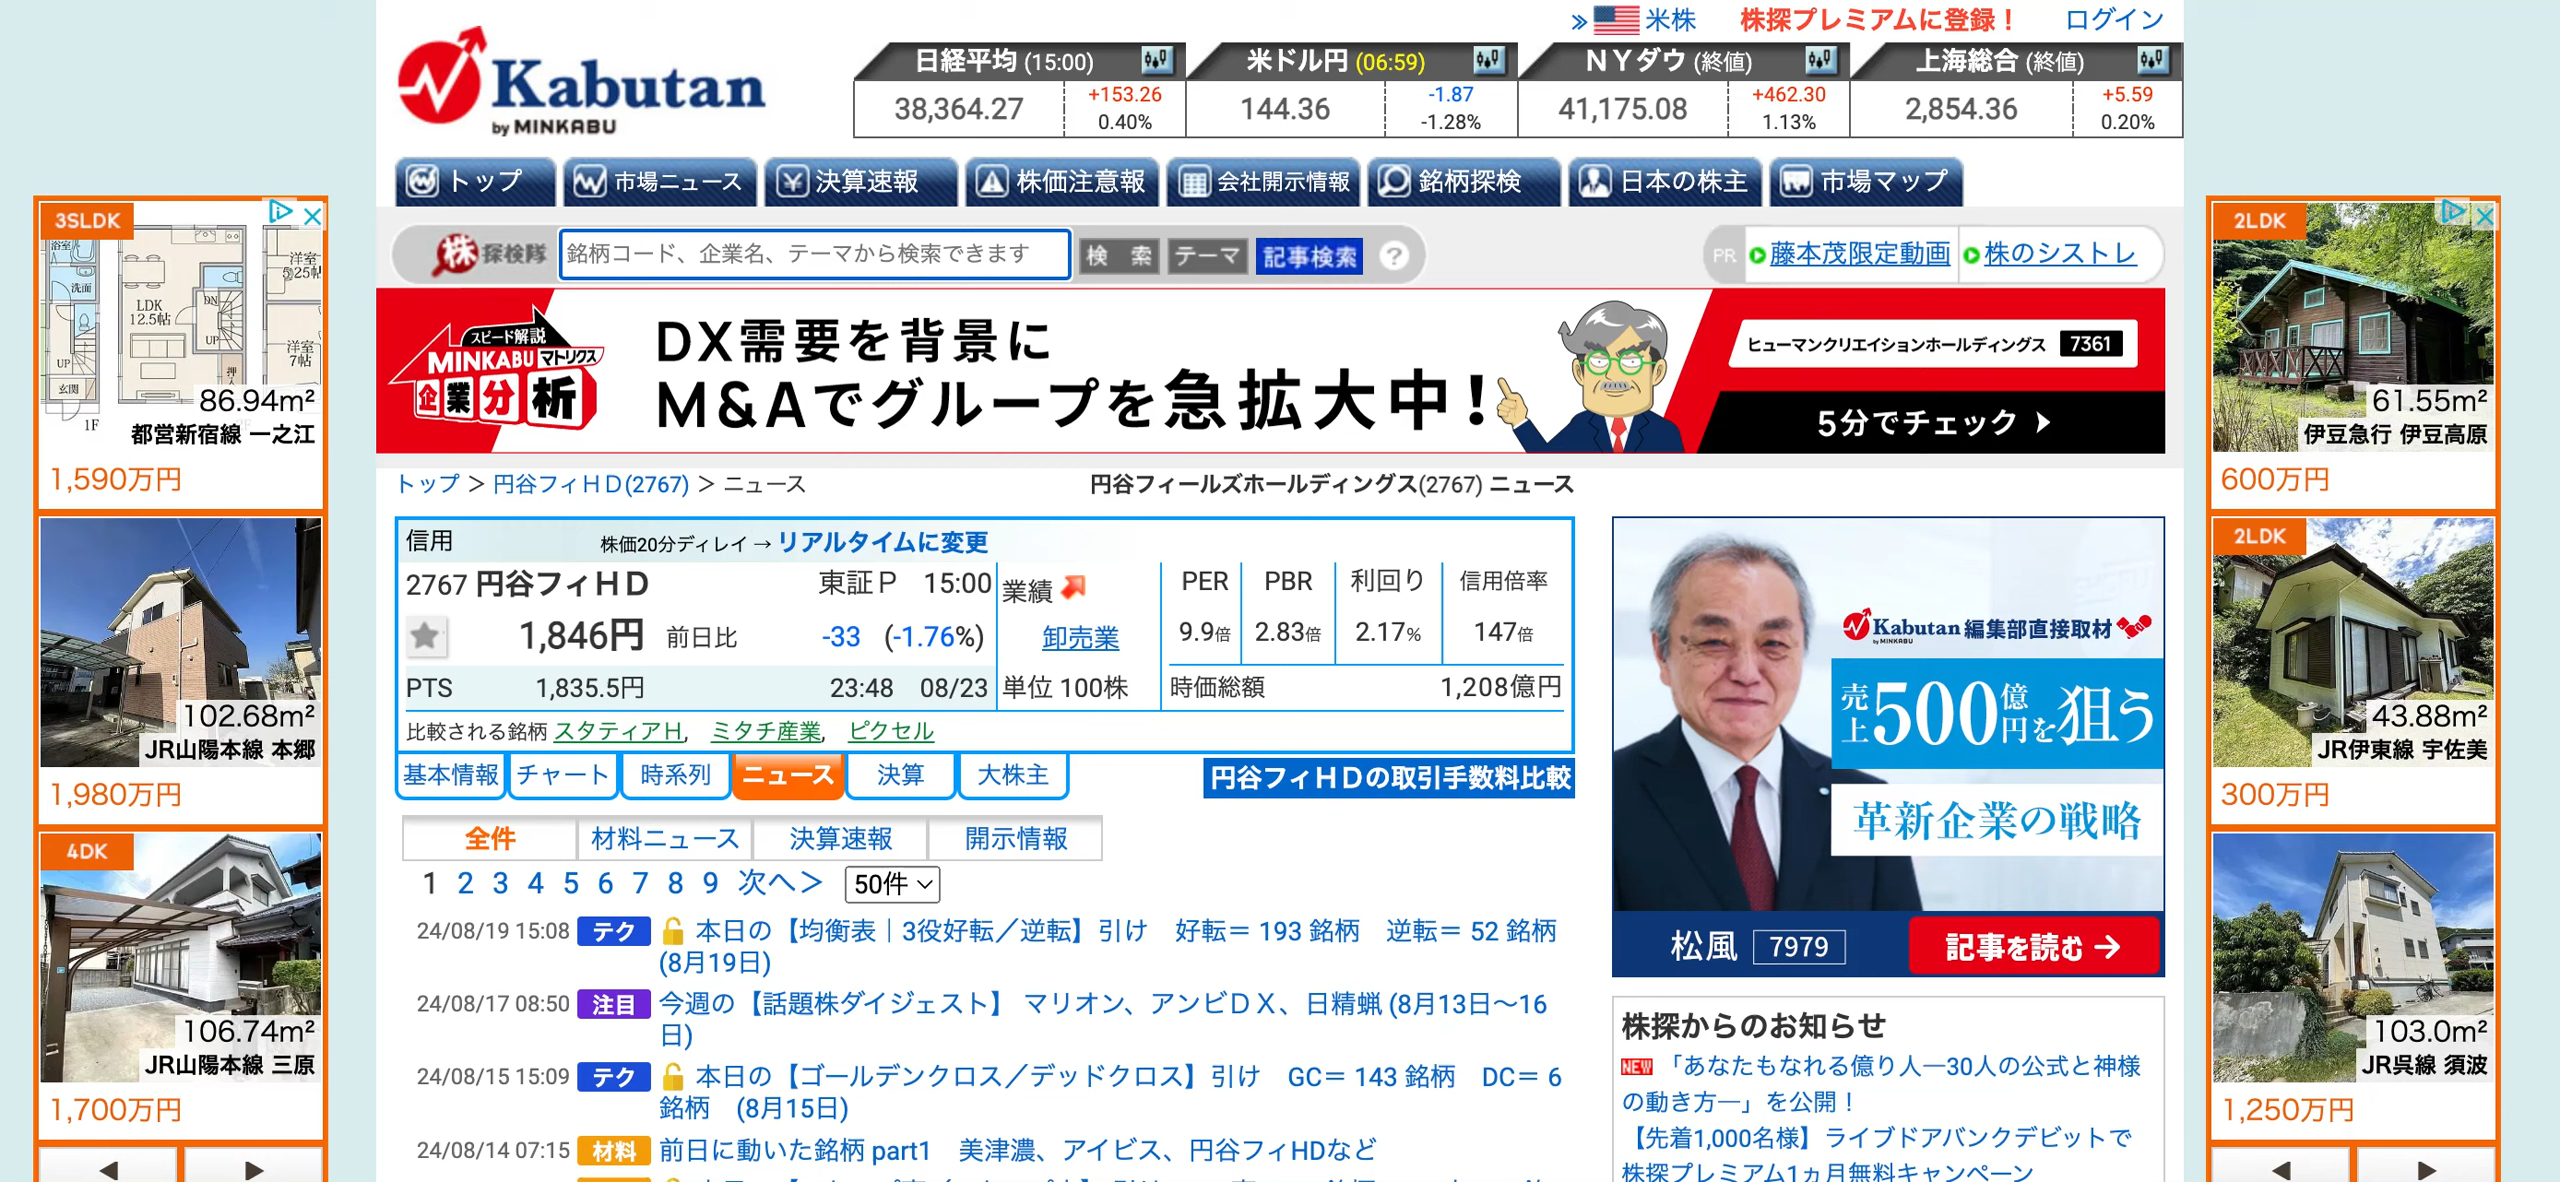 ≫ 米株 株探プレミアムに登録！ ログイン
Kabutan
by MINKABU
日経平均 (15:00) 米ドル円 (06:59) NYダウ (終値) 上海総合 (終値)
38,364.27 +153.26 0.40% 144.36 -1.87 -1.28% 41,175.08 +462.30 1.13% 2,854.36 +5.59 0.20%
トップ 市場ニュース 決算速報 株価注意報 会社開示情報 銘柄探検 日本の株主 市場マップ
株探検隊 銘柄コード、企業名、テーマから検索できます 検 索 テーマ 記事検索 ? PR 藤本茂限定動画 株のシストレ
スピード解説
MINKABU マトリクス
企業分析
DX需要を背景に
M&Aでグループを急拡大中！
ヒューマンクリエイションホールディングス 7361
5分でチェック
トップ ＞ 円谷フィＨＤ(2767) ＞ ニュース 円谷フィールズホールディングス(2767) ニュース
信用 株価20分ディレイ → リアルタイムに変更
2767 円谷フィＨＤ 東証Ｐ 15:00 業績
1,846円 前日比 -33 (-1.76%) 卸売業
PTS 1,835.5円 23:48 08/23 単位 100株
PER PBR 利回り 信用倍率
9.9倍 2.83倍 2.17% 147倍
時価総額 1,208億円
比較される銘柄 スタティアＨ, ミタチ産業, ピクセル
基本情報 チャート 時系列 ニュース 決算 大株主 円谷フィＨＤの取引手数料比較
全件 材料ニュース 決算速報 開示情報
1 2 3 4 5 6 7 8 9 次へ＞ 50件
24/08/19 15:08 テク 本日の【均衡表｜3役好転／逆転】引け　好転＝ 193 銘柄　逆転＝ 52 銘柄
(8月19日)
24/08/17 08:50 注目 今週の【話題株ダイジェスト】 マリオン、アンビＤＸ、日精蝋 (8月13日～16
日)
24/08/15 15:09 テク 本日の【ゴールデンクロス／デッドクロス】引け　GC＝ 143 銘柄　DC＝ 6
銘柄　(8月15日)
24/08/14 07:15 材料 前日に動いた銘柄 part1　美津濃、アイビス、円谷フィHDなど
Kabutan 編集部直接取材
by MINKABU
売上500億円を狙う
革新企業の戦略
松風 7979 記事を読む →
株探からのお知らせ
NEW 「あなたもなれる億り人―30人の公式と神様
の動き方―」を公開！
【先着1,000名様】ライブドアバンクデビットで
株探プレミアム1ヵ月無料キャンペーン
3SLDK
浴室
洗面
LDK
12.5帖
DN
UP
UP
玄関
押
洋室
5.25帖
洋室
7帖
1F
86.94m²
都営新宿線 一之江
1,590万円
102.68m²
JR山陽本線 本郷
1,980万円
4DK
106.74m²
JR山陽本線 三原
1,700万円
2LDK
61.55m²
伊豆急行 伊豆高原
600万円
2LDK
43.88m²
JR伊東線 宇佐美
300万円
103.0m²
JR呉線 須波
1,250万円